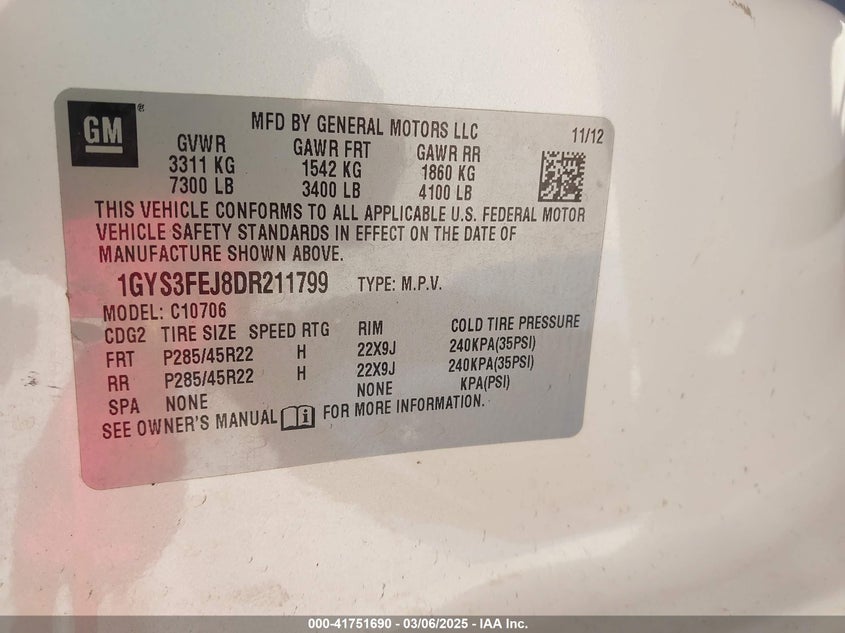 GM®
MFD BY GENERAL MOTORS LLC 11/12
GVWR GAWR FRT GAWR RR
3311 KG 1542 KG 1860 KG
7300 LB 3400 LB 4100 LB
THIS VEHICLE CONFORMS TO ALL APPLICABLE U.S. FEDERAL MOTOR
VEHICLE SAFETY STANDARDS IN EFFECT ON THE DATE OF
MANUFACTURE SHOWN ABOVE.
1GYS3FEJ8DR211799 TYPE: M.P.V.
MODEL: C10706
CDG2 TIRE SIZE SPEED RTG RIM COLD TIRE PRESSURE
FRT P285/45R22 H 22X9J 240KPA(35PSI)
RR P285/45R22 H 22X9J 240KPA(35PSI)
SPA NONE NONE KPA(PSI)
SEE OWNER'S MANUAL FOR MORE INFORMATION.
000-41751690 - 03/06/2025 - IAA Inc.